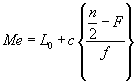 Me = L₀ + c { (n/2 − F) / f }